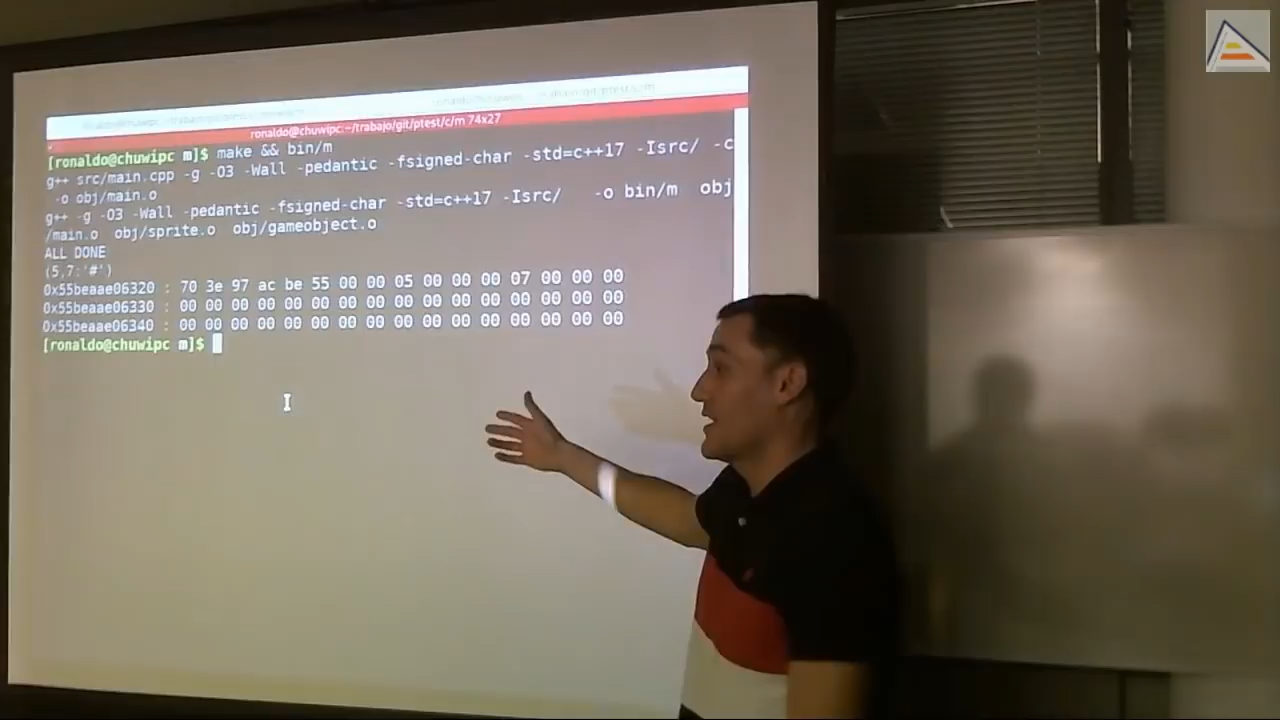 ronaldo@chuwipc:~/trabajo/git/ptest/c/m 74x27
[ronaldo@chuwipc m]$ make && bin/m
g++ src/main.cpp -g -O3 -Wall -pedantic -fsigned-char -std=c++17 -Isrc/ -c
-o obj/main.o
g++ -g -O3 -Wall -pedantic -fsigned-char -std=c++17 -Isrc/ -o bin/m obj
/main.o obj/sprite.o obj/gameobject.o
ALL DONE
(5,7:'#')
0x55beaae06320 : 70 3e 97 ac be 55 00 00 05 00 00 00 07 00 00 00
0x55beaae06330 : 00 00 00 00 00 00 00 00 00 00 00 00 00 00 00 00
0x55beaae06340 : 00 00 00 00 00 00 00 00 00 00 00 00 00 00 00 00
[ronaldo@chuwipc m]$